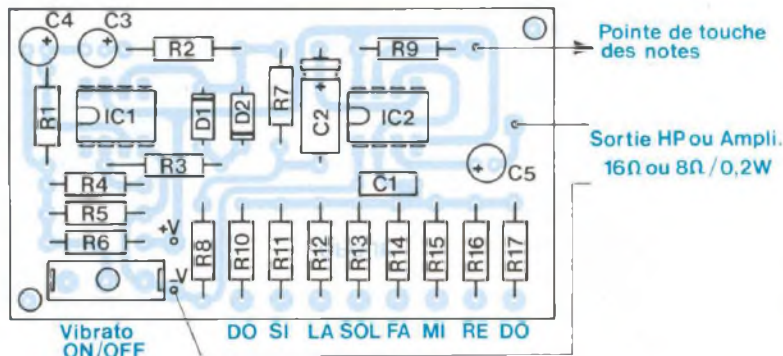 C4 C3
R2
R9
Pointe de touche
des notes
R1
IC1
D1
D2
R7
C2
IC2
Sortie HP ou Ampli.
16Ω ou 8Ω/0,2W
R3
C5
R4
C1
R5
R6
+V
R8
R10
R11
R12
R13
R14
R15
R16
R17
-V
Vibrato
ON/OFF
DO SI LA SOL FA MI RE DO